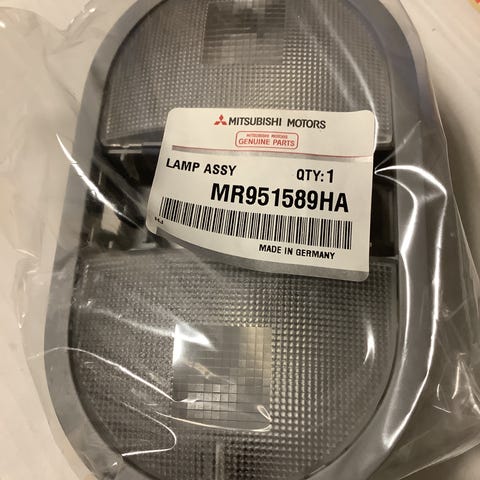 MITSUBISHI MOTORS
MITSUBISHI MOTORS
GENUINE PARTS
LAMP ASSY QTY:1
MR951589HA
MADE IN GERMANY